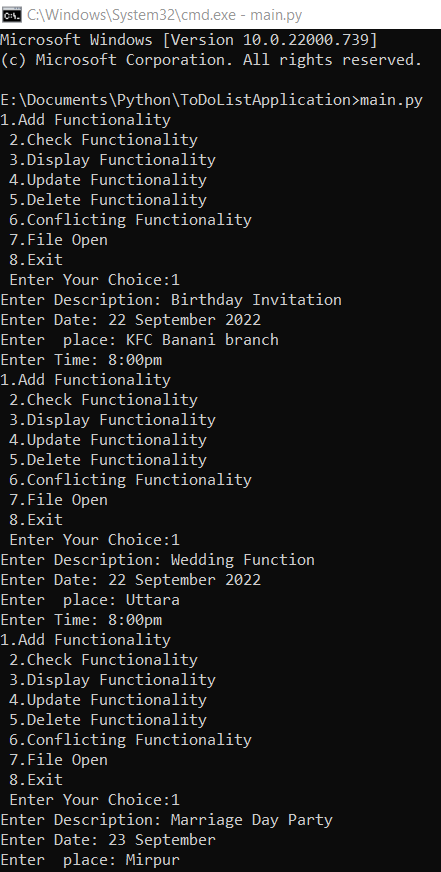 C:\Windows\System32\cmd.exe - main.py
Microsoft Windows [Version 10.0.22000.739]
(c) Microsoft Corporation. All rights reserved.
E:\Documents\Python\ToDoListApplication>main.py
1.Add Functionality
 2.Check Functionality
 3.Display Functionality
 4.Update Functionality
 5.Delete Functionality
 6.Conflicting Functionality
 7.File Open
 8.Exit
 Enter Your Choice:1
Enter Description: Birthday Invitation
Enter Date: 22 September 2022
Enter  place: KFC Banani branch
Enter Time: 8:00pm
1.Add Functionality
 2.Check Functionality
 3.Display Functionality
 4.Update Functionality
 5.Delete Functionality
 6.Conflicting Functionality
 7.File Open
 8.Exit
 Enter Your Choice:1
Enter Description: Wedding Function
Enter Date: 22 September 2022
Enter  place: Uttara
Enter Time: 8:00pm
1.Add Functionality
 2.Check Functionality
 3.Display Functionality
 4.Update Functionality
 5.Delete Functionality
 6.Conflicting Functionality
 7.File Open
 8.Exit
 Enter Your Choice:1
Enter Description: Marriage Day Party
Enter Date: 23 September
Enter  place: Mirpur